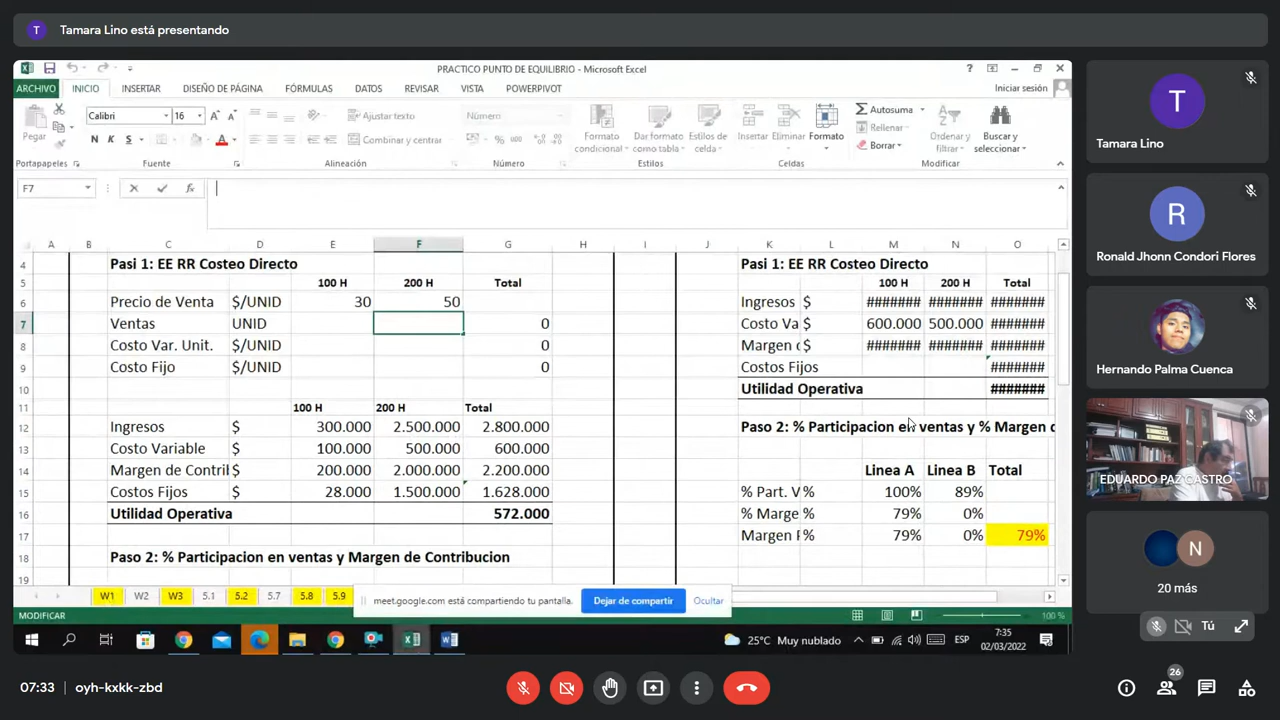 T Tamara Lino está presentando
PRACTICO PUNTO DE EQUILIBRIO - Microsoft Excel
ARCHIVO INICIO INSERTAR DISEÑO DE PÁGINA FÓRMULAS DATOS REVISAR VISTA POWERPIVOT Iniciar sesión
Calibri 16 Ajustar texto Número Autosuma
Pegar N K S Combinar y centrar % 000 Formato condicional Dar formato como tabla Estilos de celda Insertar Eliminar Formato Rellenar Borrar Ordenar y filtrar Buscar y seleccionar
Portapapeles Fuente Alineación Número Estilos Celdas Modificar
F7 fx
A B C D E F G H I J K L M N O
4 Pasi 1: EE RR Costeo Directo Pasi 1: EE RR Costeo Directo
5 100 H 200 H Total 100 H 200 H Total
6 Precio de Venta $/UNID 30 50 Ingresos $ ####### ####### #######
7 Ventas UNID 0 Costo Va $ 600.000 500.000 #######
8 Costo Var. Unit. $/UNID 0 Margen $ ####### ####### #######
9 Costo Fijo $/UNID 0 Costos Fijos #######
10 Utilidad Operativa #######
11 100 H 200 H Total
12 Ingresos $ 300.000 2.500.000 2.800.000 Paso 2: % Participacion en ventas y % Margen
13 Costo Variable $ 100.000 500.000 600.000
14 Margen de Contril $ 200.000 2.000.000 2.200.000 Linea A Linea B Total
15 Costos Fijos $ 28.000 1.500.000 1.628.000 % Part. V % 100% 89%
16 Utilidad Operativa 572.000 % Marge % 79% 0%
17 Margen % 79% 0% 79%
18 Paso 2: % Participacion en ventas y Margen de Contribucion
19
W1 W2 W3 5.1 5.2 5.7 5.8 5.9
meet.google.com está compartiendo tu pantalla. Dejar de compartir Ocultar
MODIFICAR 100 %
25°C Muy nublado ESP 7:35
02/03/2022
T
Tamara Lino
R
Ronald Jhonn Condori Flores
Hernando Palma Cuenca
EDUARDO PAZ CASTRO
N
20 más
Tú
07:33 oyh-kxkk-zbd
26